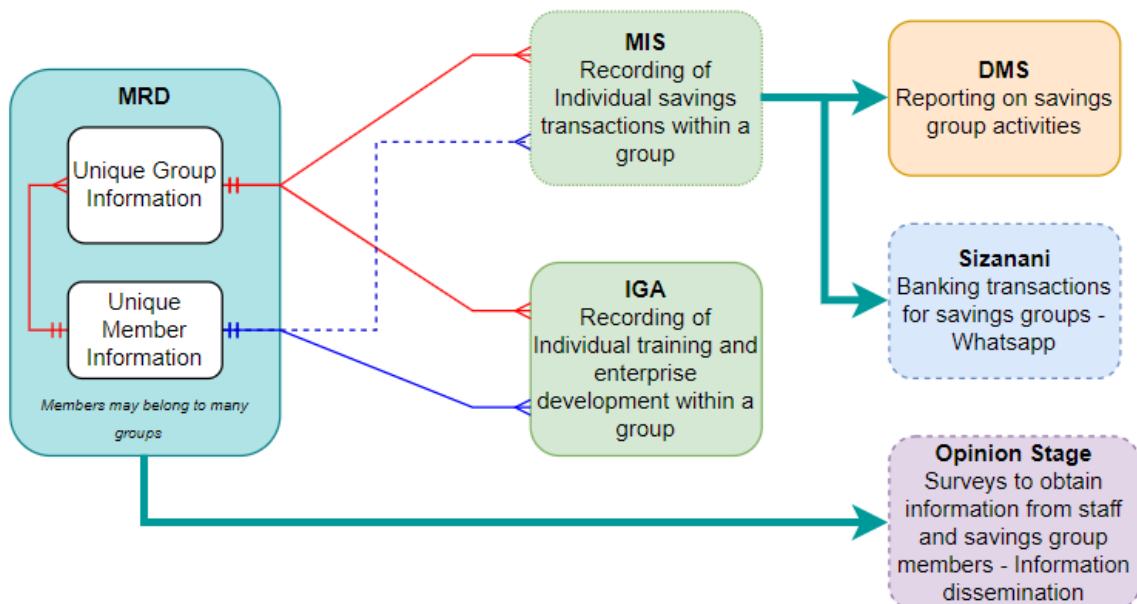 MRD
Unique Group
Information
Unique
Member
Information
Members may belong to many
groups
MIS
Recording of
Individual savings
transactions within a
group
IGA
Recording of
Individual training and
enterprise
development within a
group
DMS
Reporting on savings
group activities
Sizanani
Banking transactions
for savings groups -
Whatsapp
Opinion Stage
Surveys to obtain
information from staff
and savings group
members - Information
dissemination